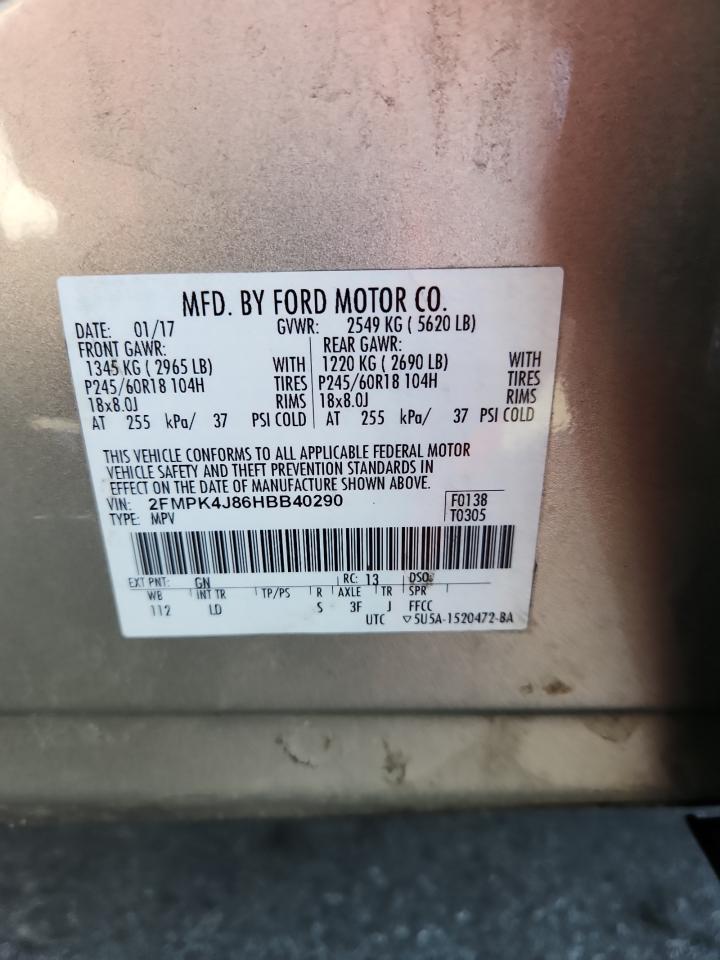 MFD. BY FORD MOTOR CO.
DATE: 01/17 GVWR: 2549 KG ( 5620 LB)
FRONT GAWR: REAR GAWR:
1345 KG ( 2965 LB) WITH 1220 KG ( 2690 LB) WITH
P245/60R18 104H TIRES P245/60R18 104H TIRES
18x8.0J RIMS 18x8.0J RIMS
AT 255 kPa/ 37 PSI COLD AT 255 kPa/ 37 PSI COLD
THIS VEHICLE CONFORMS TO ALL APPLICABLE FEDERAL MOTOR
VEHICLE SAFETY AND THEFT PREVENTION STANDARDS IN
EFFECT ON THE DATE OF MANUFACTURE SHOWN ABOVE.
VIN: 2FMPK4J86HBB40290 F0138
TYPE: MPV T0305
EXT PNT: GN RC: 13 DSO:
WB INT TR TP/PS R AXLE TR SPR
112 LD S 3F J FFCC
UTC ▽5U5A-1520472-BA